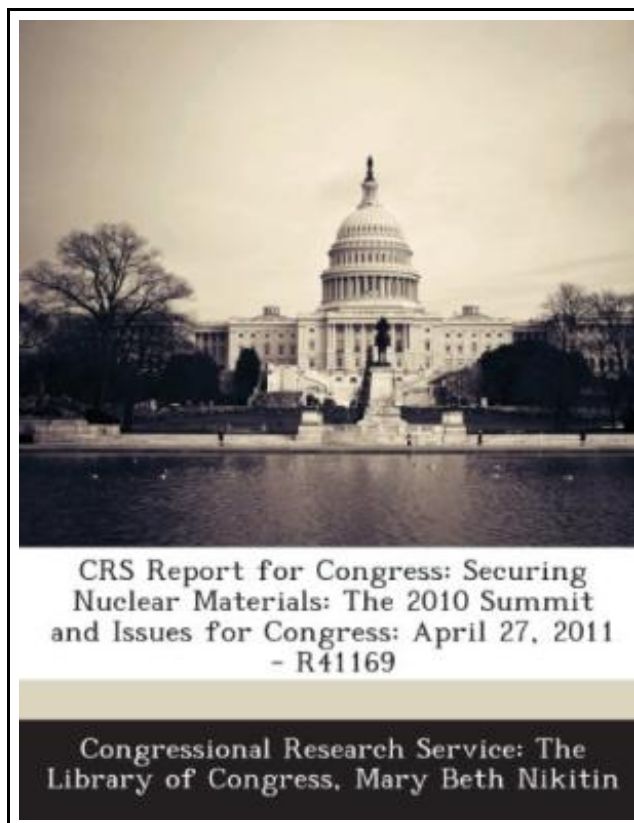 CRS Report for Congress: Securing
Nuclear Materials: The 2010 Summit
and Issues for Congress: April 27, 2011
- R41169
Congressional Research Service: The
Library of Congress, Mary Beth Nikitin